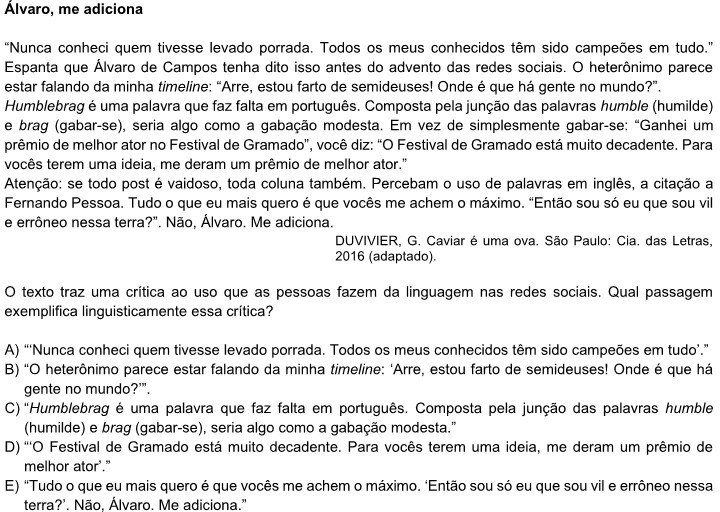 Álvaro, me adiciona
“Nunca conheci quem tivesse levado porrada. Todos os meus conhecidos têm sido campeões em tudo.”
Espanta que Álvaro de Campos tenha dito isso antes do advento das redes sociais. O heterônimo parece
estar falando da minha timeline: “Arre, estou farto de semideuses! Onde é que há gente no mundo?”.
Humblebrag é uma palavra que faz falta em português. Composta pela junção das palavras humble (humilde)
e brag (gabar-se), seria algo como a gabação modesta. Em vez de simplesmente gabar-se: “Ganhei um
prêmio de melhor ator no Festival de Gramado”, você diz: “O Festival de Gramado está muito decadente. Para
vocês terem uma ideia, me deram um prêmio de melhor ator.”
Atenção: se todo post é vaidoso, toda coluna também. Percebam o uso de palavras em inglês, a citação a
Fernando Pessoa. Tudo o que eu mais quero é que vocês me achem o máximo. “Então sou só eu que sou vil
e errôneo nessa terra?”. Não, Álvaro. Me adiciona.
DUVIVIER, G. Caviar é uma ova. São Paulo: Cia. das Letras,
2016 (adaptado).
O texto traz uma crítica ao uso que as pessoas fazem da linguagem nas redes sociais. Qual passagem
exemplifica linguisticamente essa crítica?
A) “‘Nunca conheci quem tivesse levado porrada. Todos os meus conhecidos têm sido campeões em tudo’.”
B) “O heterônimo parece estar falando da minha timeline: ‘Arre, estou farto de semideuses! Onde é que há
gente no mundo?’”.
C) “Humblebrag é uma palavra que faz falta em português. Composta pela junção das palavras humble
(humilde) e brag (gabar-se), seria algo como a gabação modesta.”
D) “‘O Festival de Gramado está muito decadente. Para vocês terem uma ideia, me deram um prêmio de
melhor ator’.”
E) “Tudo o que eu mais quero é que vocês me achem o máximo. ‘Então sou só eu que sou vil e errôneo nessa
terra?’. Não, Álvaro. Me adiciona.”